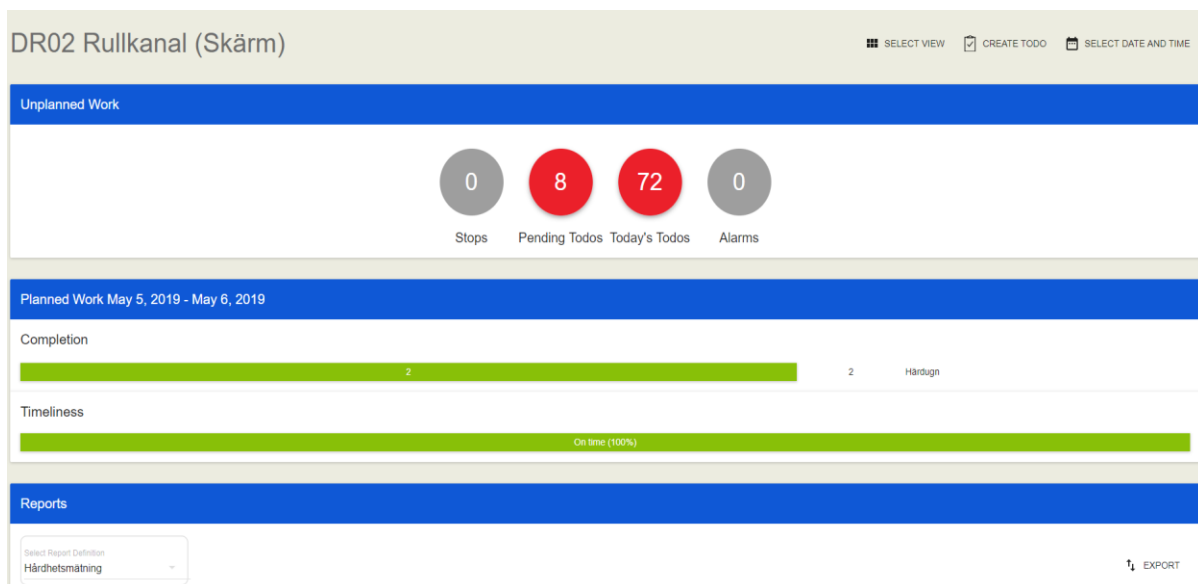 DR02 Rullkanal (Skärm)
SELECT VIEW CREATE TODO SELECT DATE AND TIME
Unplanned Work
0 8 72 0
Stops Pending Todos Today's Todos Alarms
Planned Work May 5, 2019 - May 6, 2019
Completion
2 2 Härdugn
Timeliness
On time (100%)
Reports
Select Report Definition
Hårdhetsmätning
EXPORT